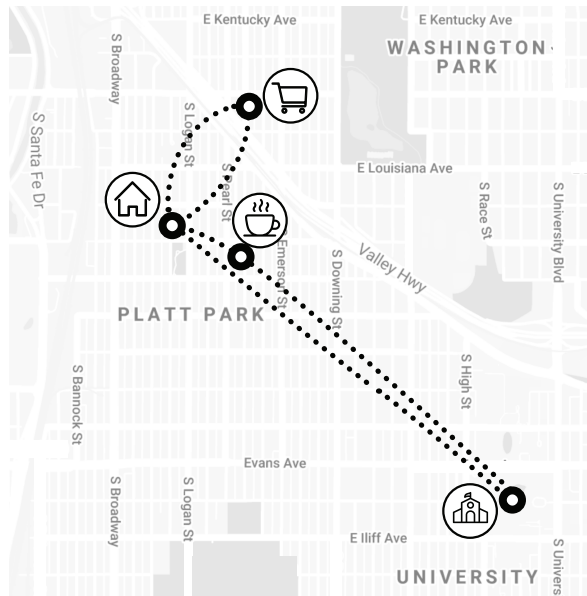 E Kentucky Ave
E Kentucky Ave
WASHINGTON
PARK
S Broadway
S Logan St
S Santa Fe Dr
E Louisiana Ave
S Pearl St
S Race St
S University Blvd
S Emerson St
S Downing St
Valley Hwy
PLATT PARK
S High St
S Bannock St
Evans Ave
S Broadway
S Logan St
E Iliff Ave
S Univers
UNIVERSITY